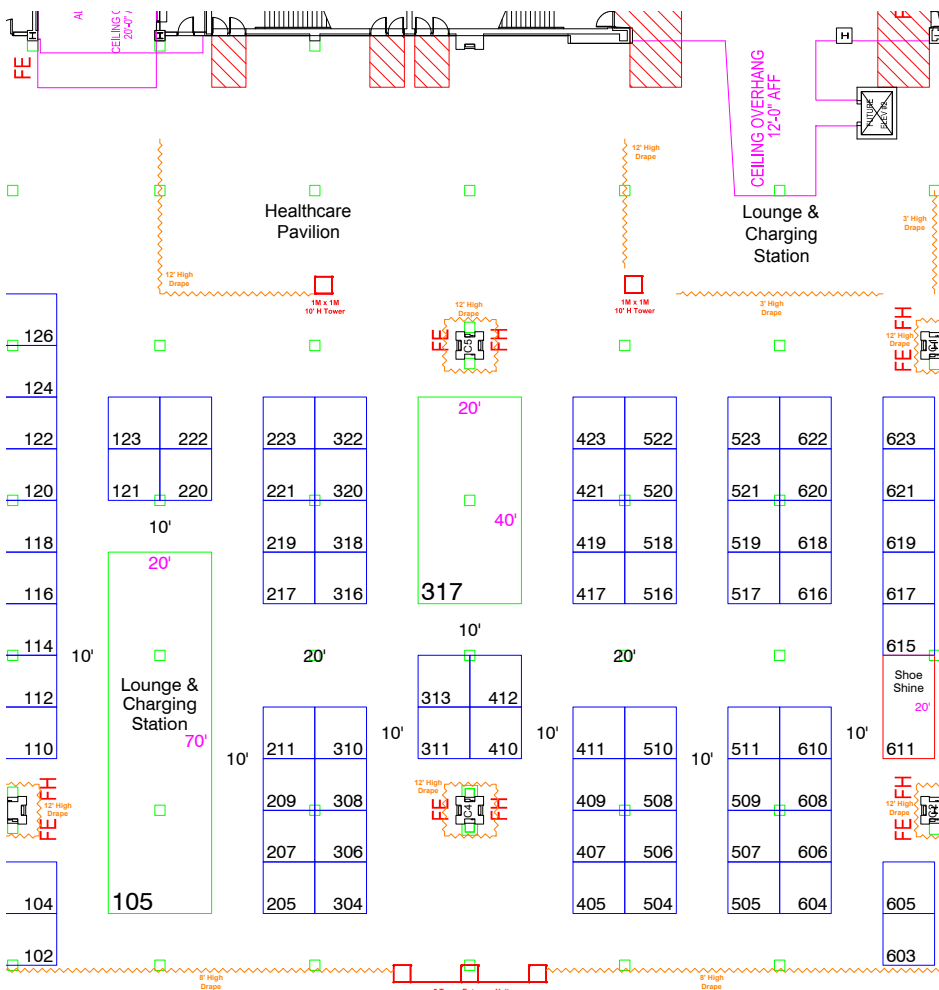 CEILING
20'-0"
FE
H
H
H
CEILING OVERHANG
12'-0" AFF
FUTURE
ELEV #2
12' High
Drape
Healthcare
Pavilion
Lounge &
Charging
Station
3' High
Drape
12' High
Drape
1M x 1M
10' H Tower
12' High
Drape
1M x 1M
10' H Tower
3' High
Drape
126
FE
C5
FH
12' High
Drape
FE FH
124
20'
122
123 222
223 322
423 522
523 622
623
120
121 220
221 320
40'
421 520
521 620
621
10'
118
219 318
419 518
519 618
619
20'
116
217 316
317
417 516
517 616
617
10'
114
10'
20'
20'
615
Lounge &
Charging
Station
70'
112
313 412
Shoe
Shine
20'
110
10'
211 310
10'
311 410
10'
411 510
10'
511 610
10'
611
FE FH
12' High
Drape
209 308
12' High
Drape
FE
C4
FH
409 508
509 608
12' High
Drape
FE FH
207 306
407 506
507 606
104
105
205 304
405 504
505 604
605
102
603
8' High
Drape
8' High
Drape